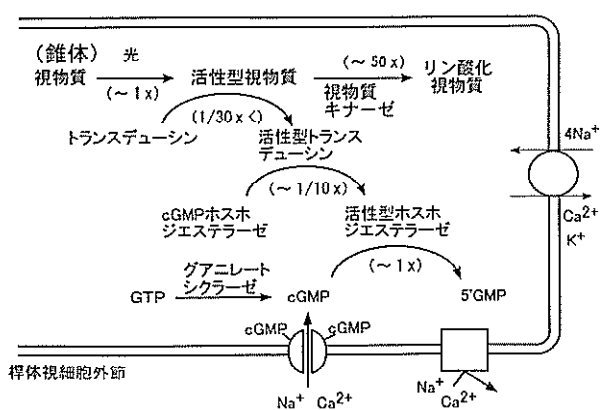 (錐体)
光
視物質
(~1x)
活性型視物質
(~50x)
視物質
キナーゼ
リン酸化
視物質
トランスデューシン
(1/30x<)
活性型トランス
デューシン
(~1/10x)
4Na⁺
Ca²⁺
K⁺
cGMPホスホ
ジエステラーゼ
活性型ホスホ
ジエステラーゼ
(~1x)
GTP
グアニレート
シクラーゼ
cGMP
5'GMP
cGMP
cGMP
桿体視細胞外節
Na⁺ Ca²⁺
Na⁺
Ca²⁺